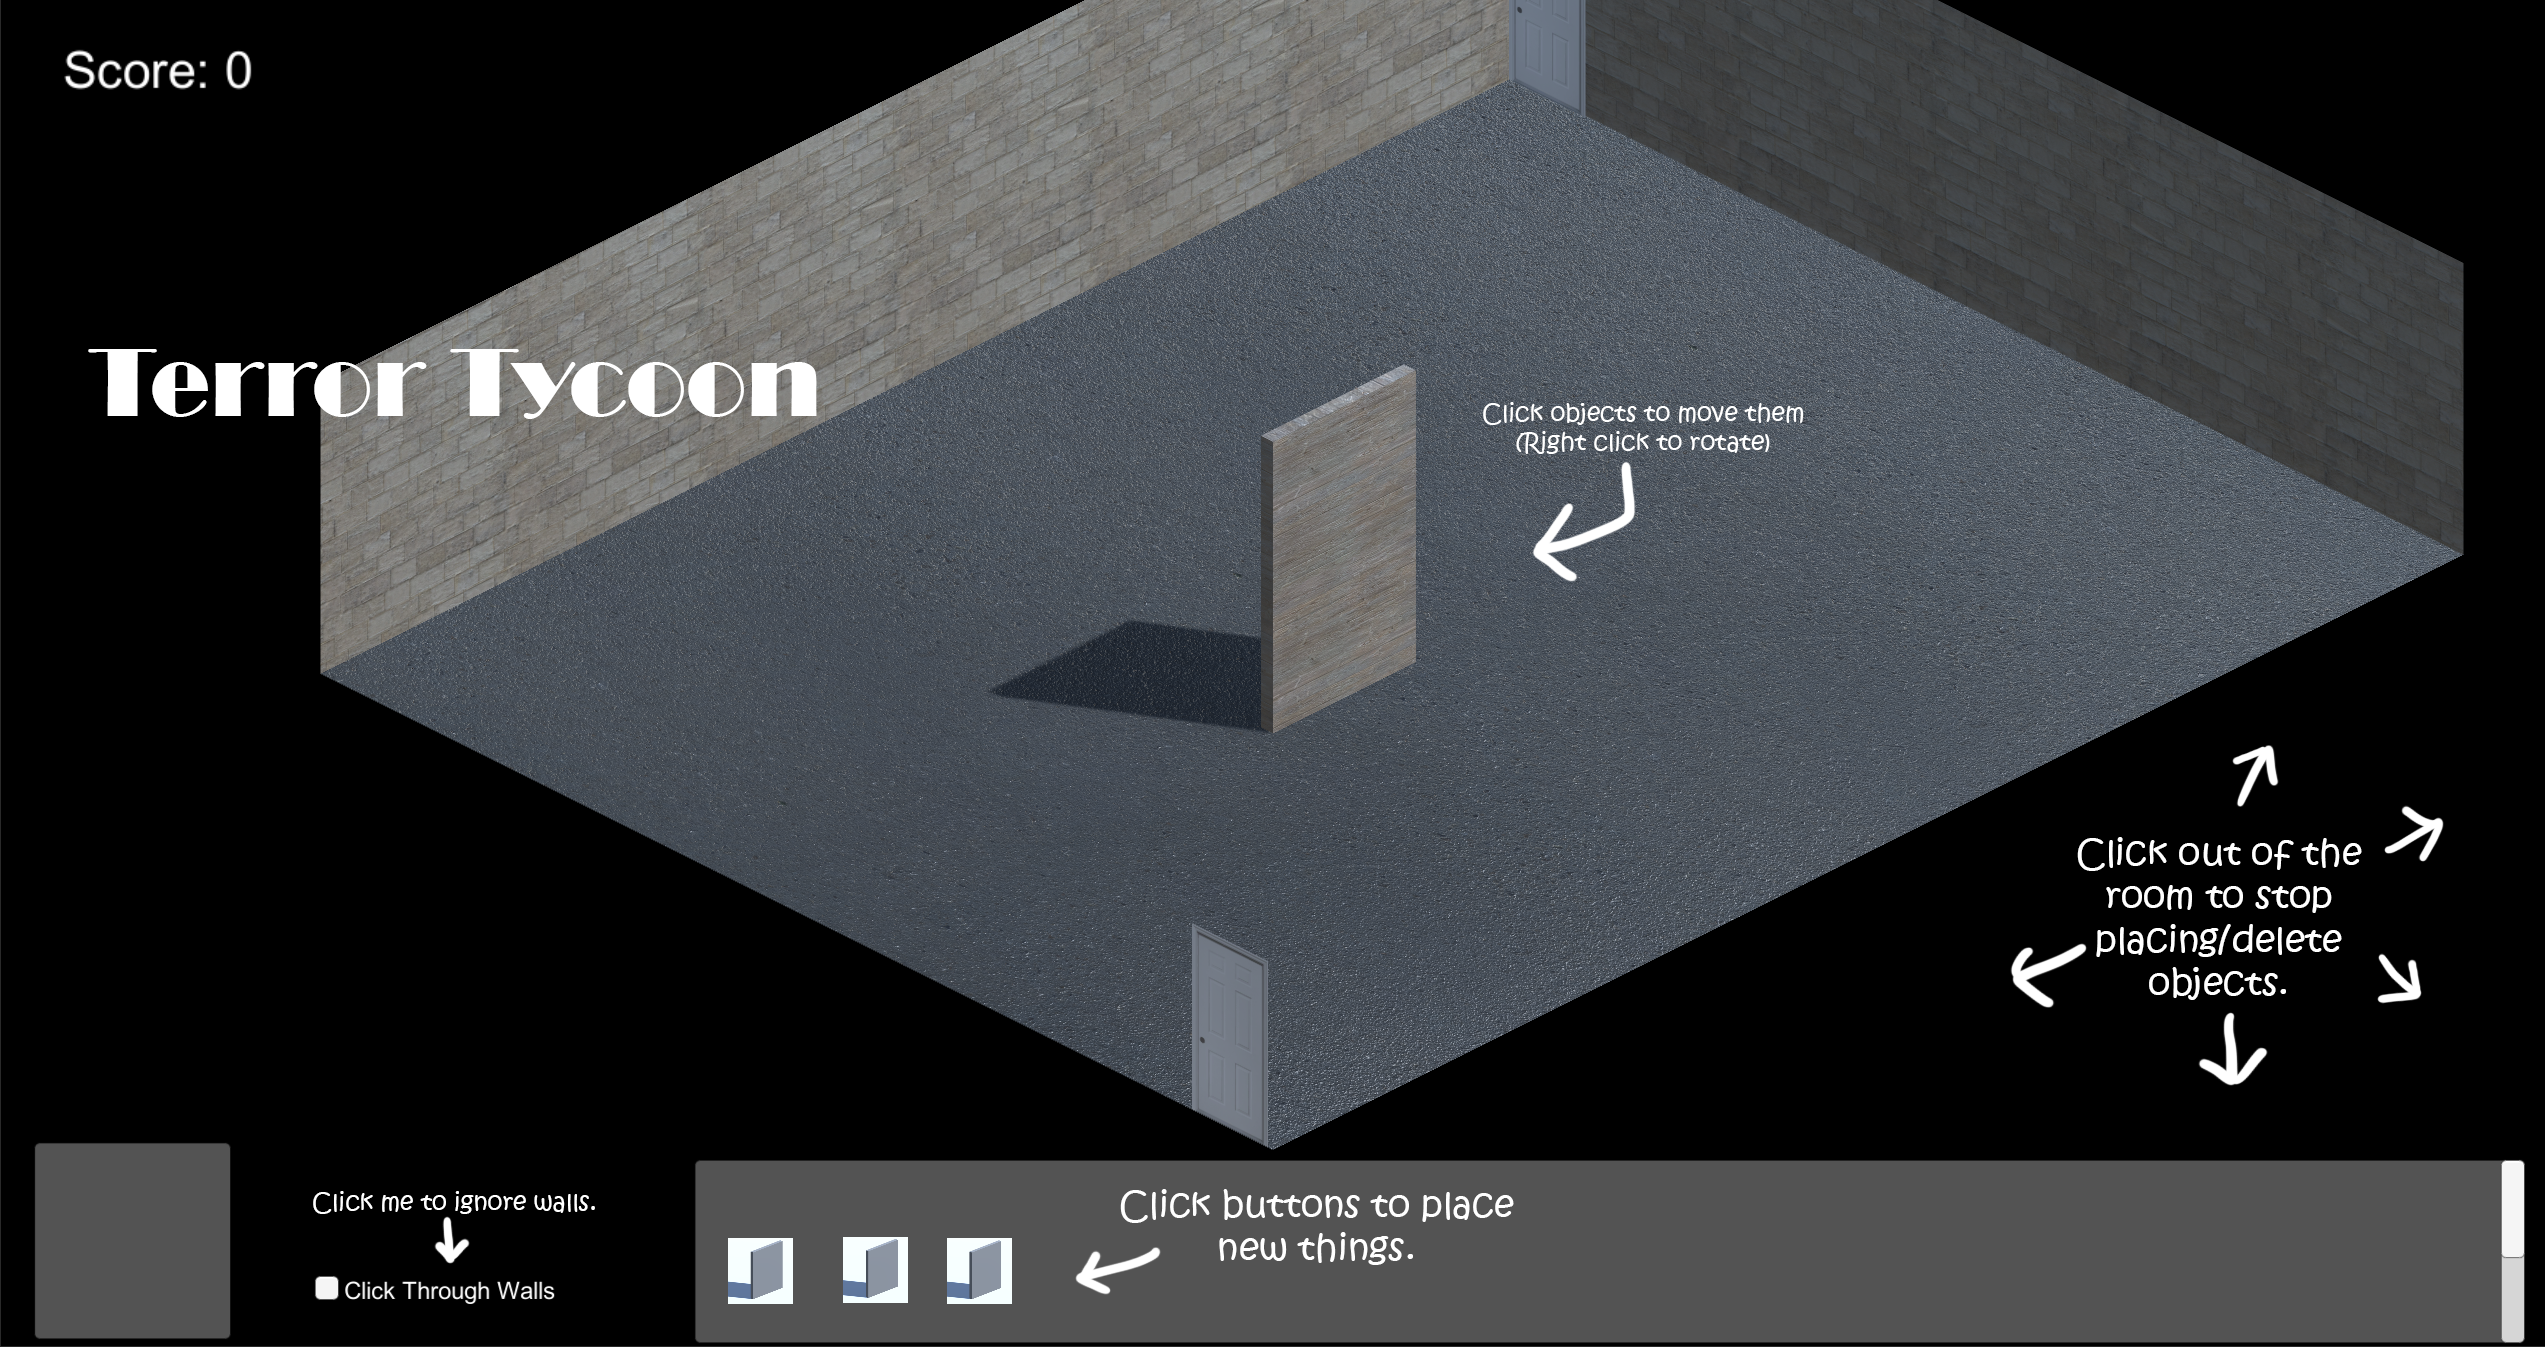 Score: 0
Terror Tycoon
Click objects to move them
(Right click to rotate)
Click out of the
room to stop
placing/delete
objects.
Click me to ignore walls.
Click Through Walls
Click buttons to place
new things.